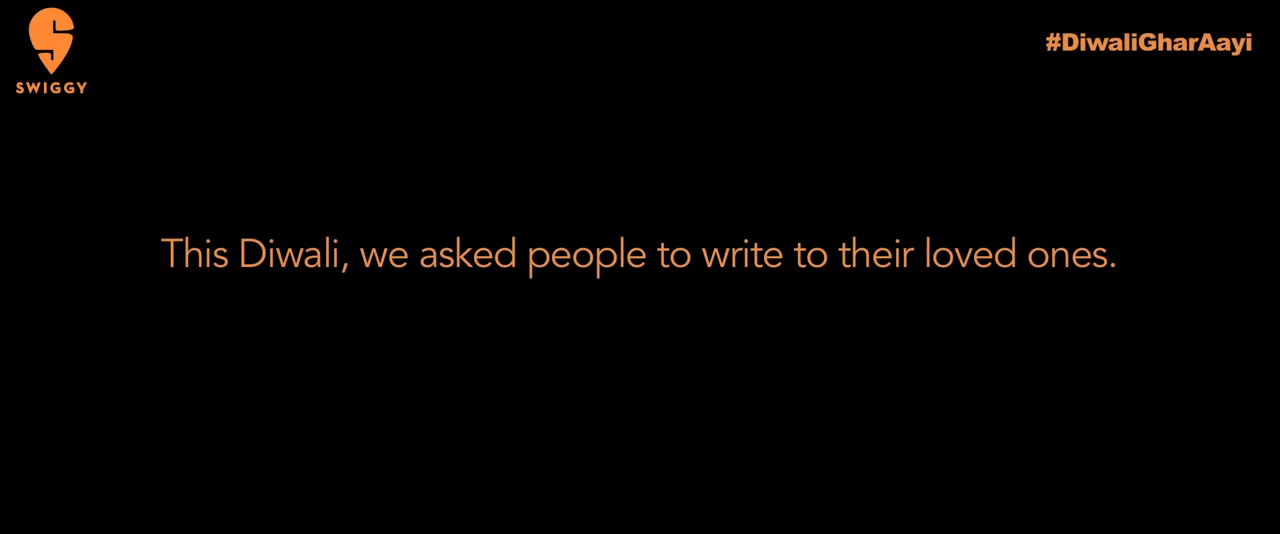 SWIGGY
#DiwaliGharAayi
This Diwali, we asked people to write to their loved ones.